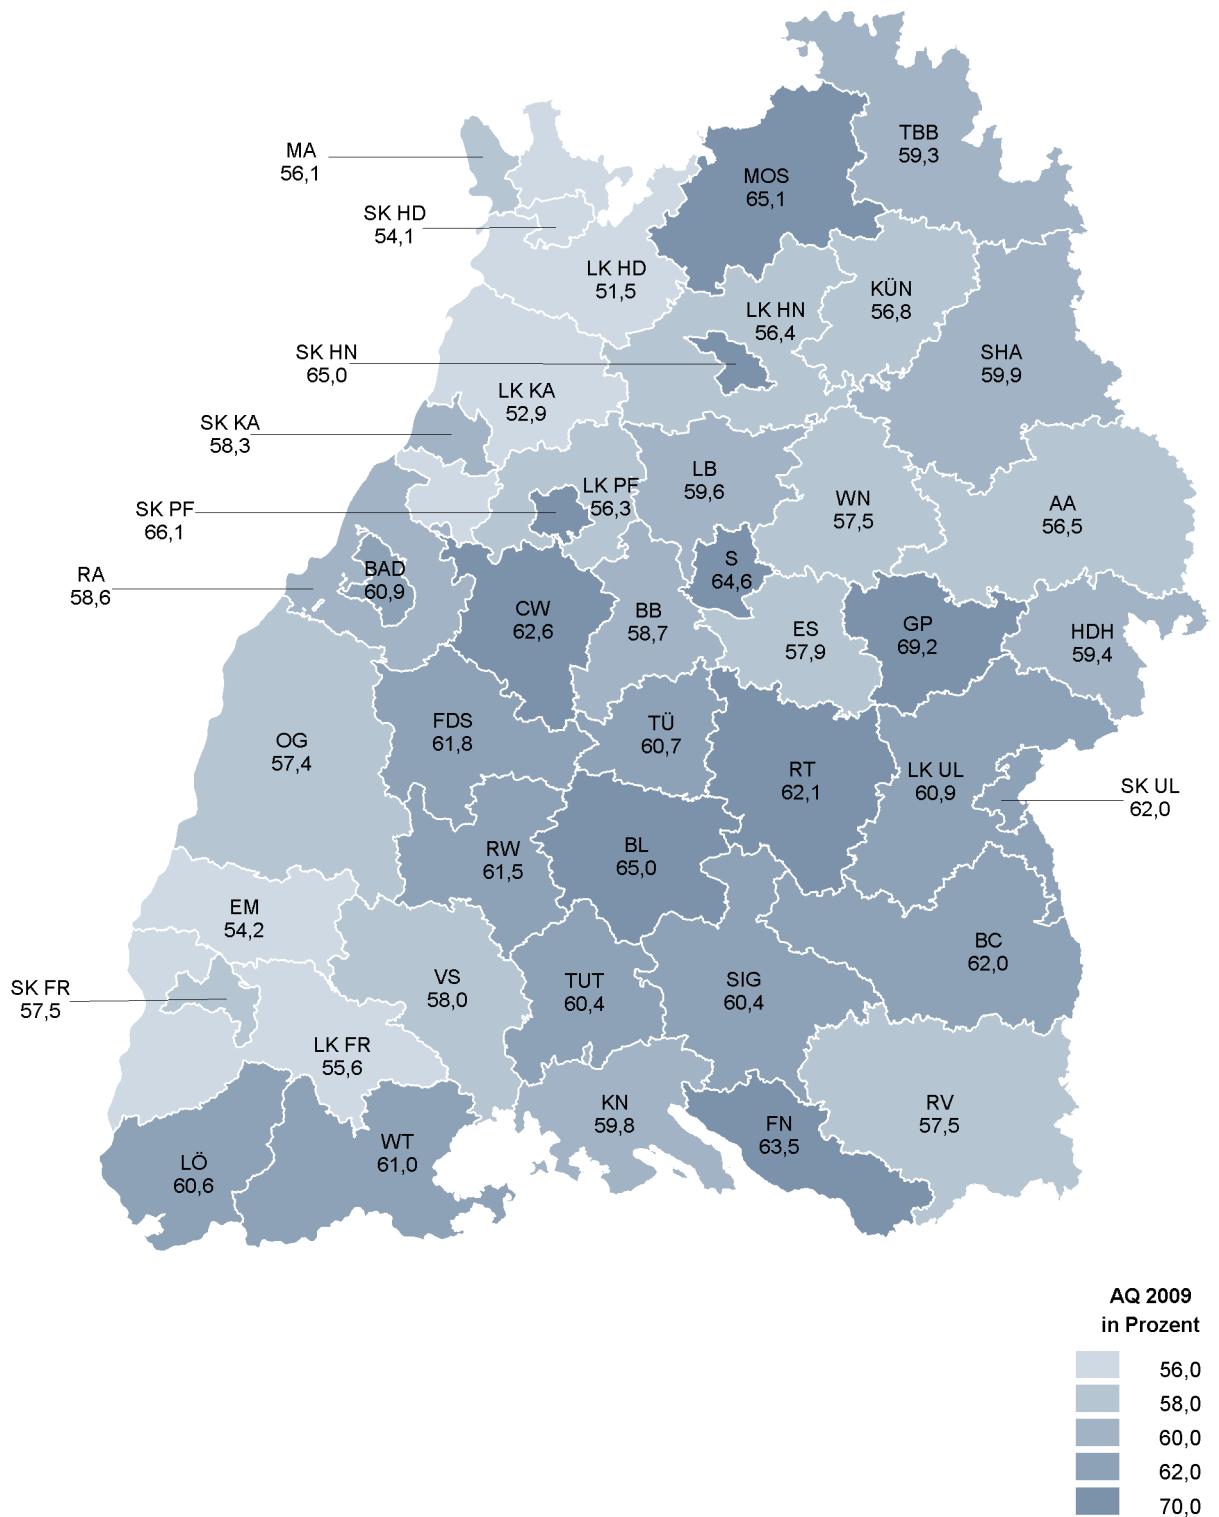 TBB
59,3
MA
56,1
MOS
65,1
SK HD
54,1
LK HD
51,5
KÜN
56,8
LK HN
56,4
SK HN
65,0
SHA
59,9
LK KA
52,9
SK KA
58,3
LB
59,6
LK PF
56,3
WN
57,5
AA
56,5
SK PF
66,1
S
64,6
BAD
60,9
RA
58,6
CW
62,6
BB
58,7
ES
57,9
GP
69,2
HDH
59,4
FDS
61,8
TÜ
60,7
OG
57,4
RT
62,1
LK UL
60,9
SK UL
62,0
RW
61,5
BL
65,0
EM
54,2
BC
62,0
SK FR
57,5
VS
58,0
TUT
60,4
SIG
60,4
LK FR
55,6
KN
59,8
FN
63,5
RV
57,5
WT
61,0
LÖ
60,6
AQ 2009
in Prozent
56,0
58,0
60,0
62,0
70,0